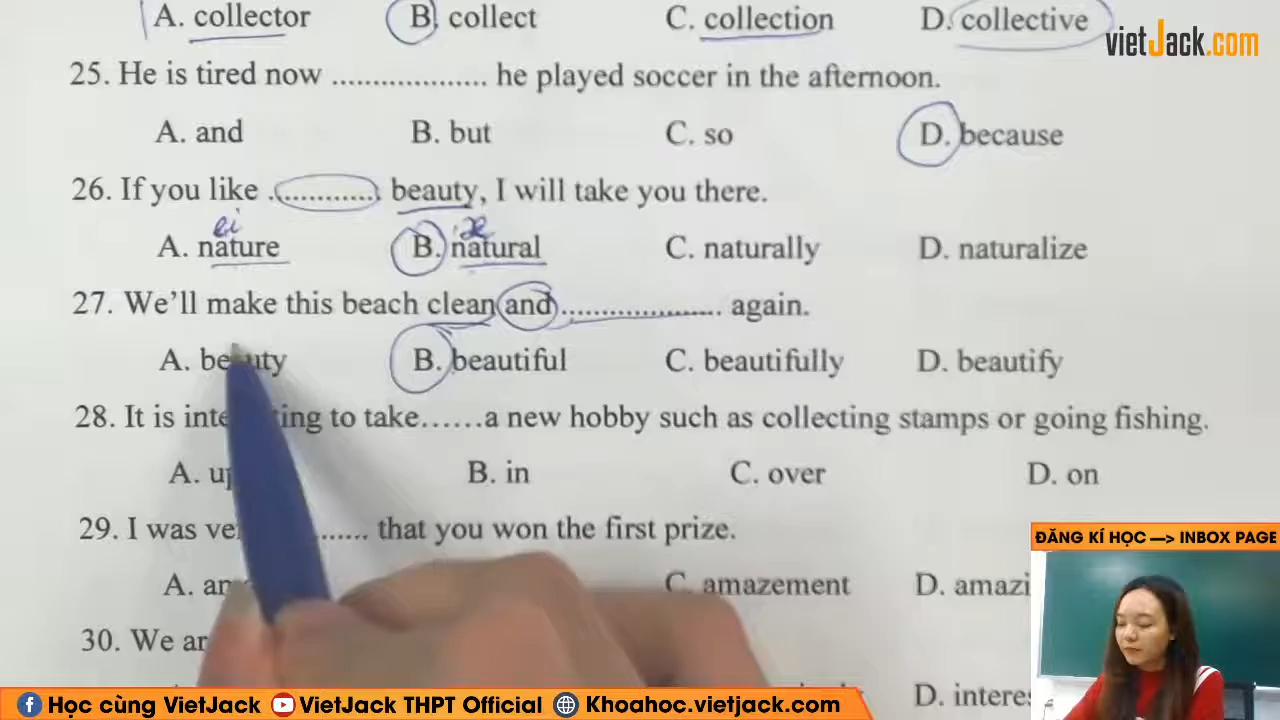 A. collector B. collect C. collection D. collective
vietJack.com
25. He is tired now ................... he played soccer in the afternoon.
A. and B. but C. so D. because
26. If you like .............. beauty, I will take you there.
ei æ
A. nature B. natural C. naturally D. naturalize
27. We'll make this beach clean and .................... again.
A. beauty B. beautiful C. beautifully D. beautify
28. It is interesting to take……a new hobby such as collecting stamps or going fishing.
A. up B. in C. over D. on
29. I was ....... that you won the first prize.
C. amazement
30. We
D.
ĐĂNG KÍ HỌC —> INBOX PAGE
Học cùng VietJack VietJack THPT Official Khoahoc.vietjack.com